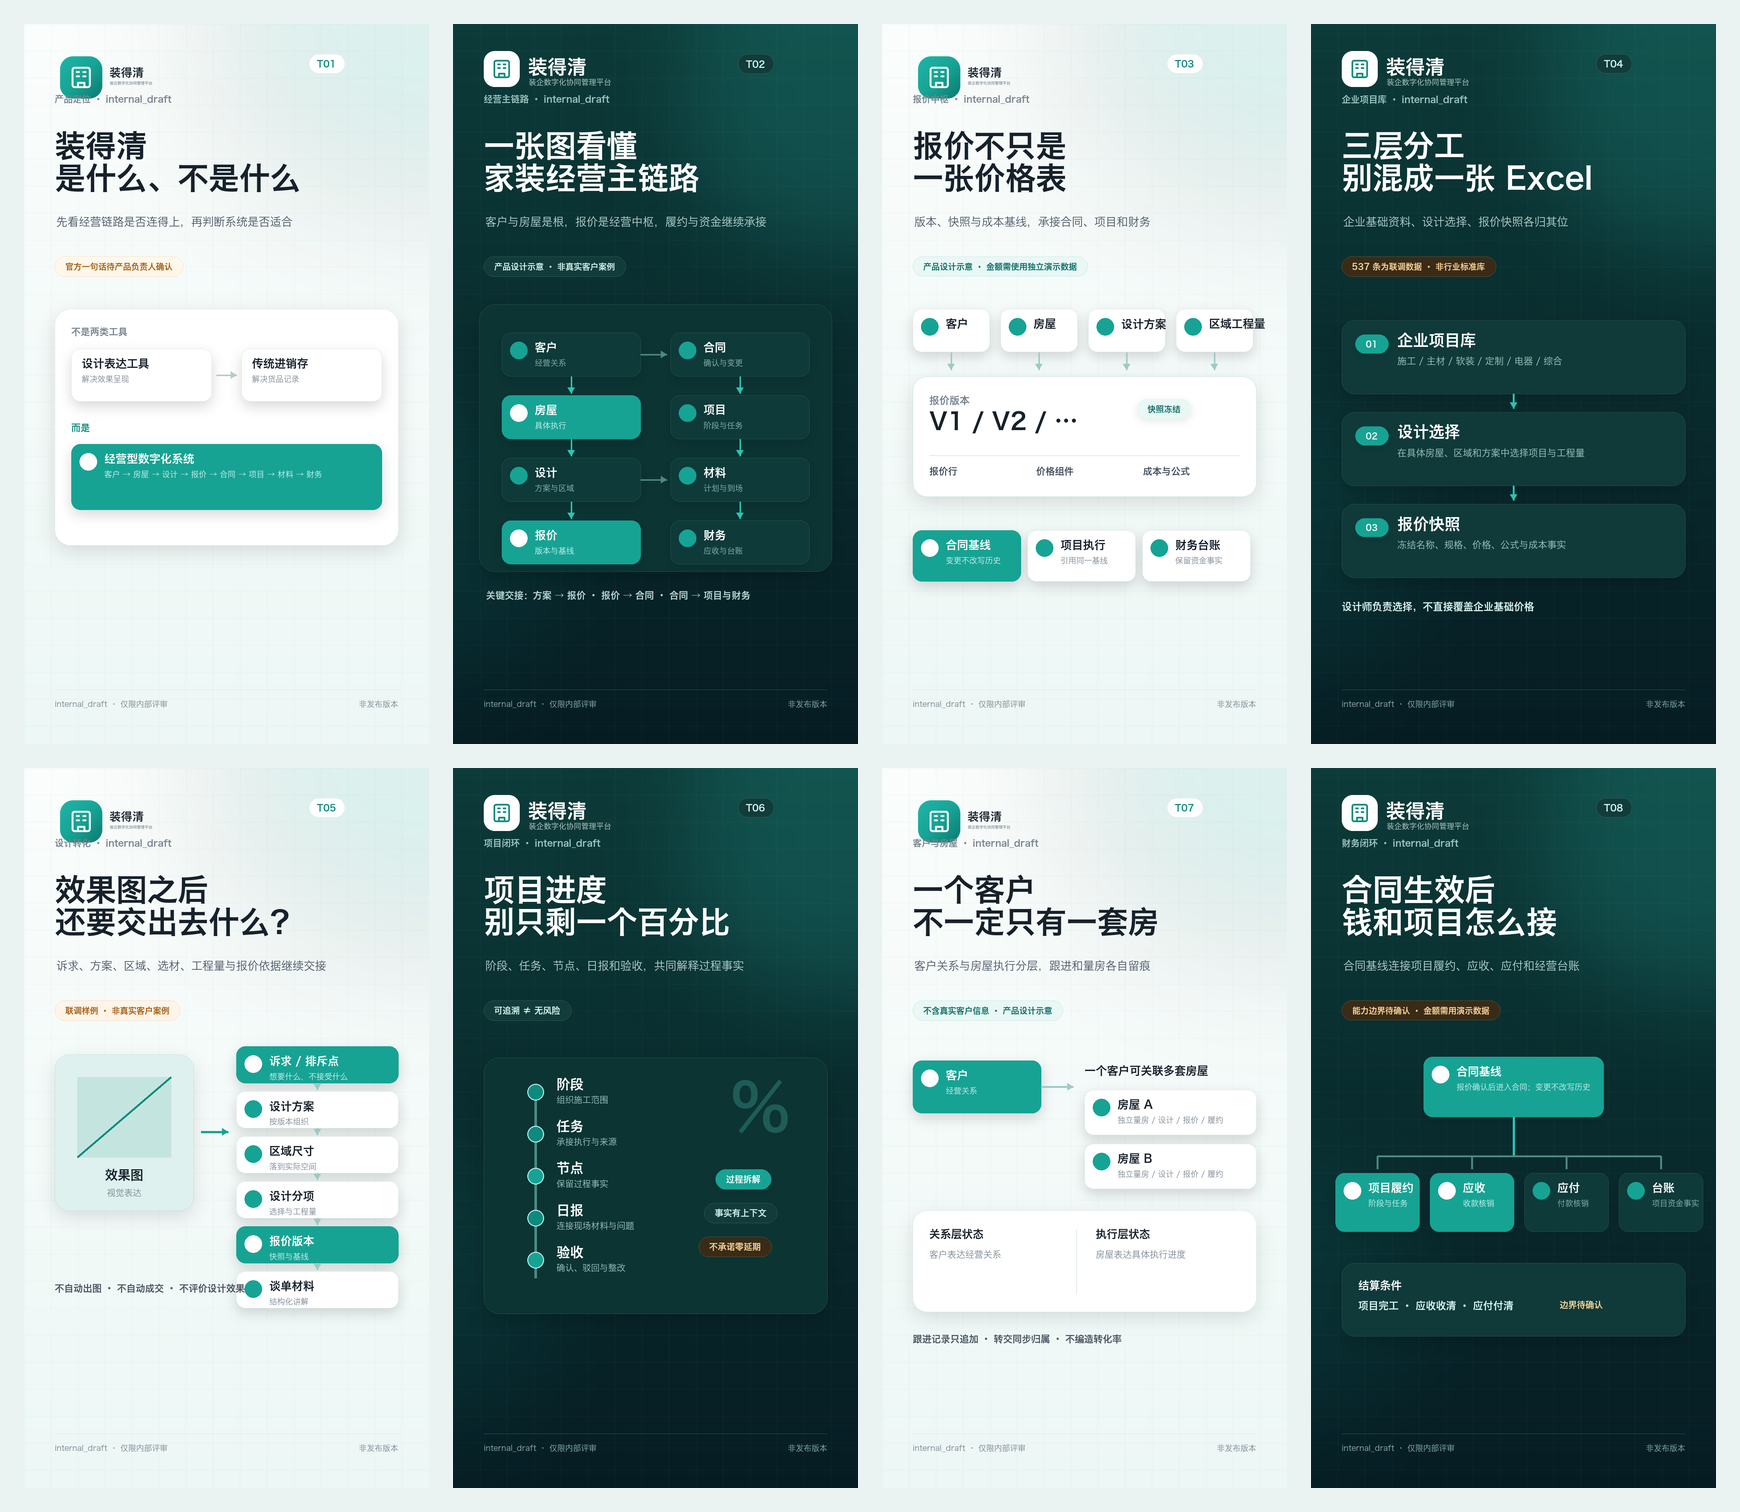 装得清
装企数字化协同管理平台
T01
产品定位 · internal_draft
装得清
是什么、不是什么
先看经营链路是否连得上，再判断系统是否适合
官方一句话待产品负责人确认
不是两类工具
设计表达工具
解决效果呈现
传统进销存
解决货品记录
而是
经营型数字化系统
客户 → 房屋 → 设计 → 报价 → 合同 → 项目 → 材料 → 财务
internal_draft · 仅限内部评审
非发布版本
装得清
装企数字化协同管理平台
T02
经营主链路 · internal_draft
一张图看懂
家装经营主链路
客户与房屋是根，报价是经营中枢，履约与资金继续承接
产品设计示意 · 非真实客户案例
客户
经营关系
合同
确认与变更
房屋
具体执行
项目
阶段与任务
设计
方案与区域
材料
计划与到场
报价
版本与基线
财务
应收与台账
关键交接：方案 → 报价 · 报价 → 合同 · 合同 → 项目与财务
internal_draft · 仅限内部评审
非发布版本
装得清
装企数字化协同管理平台
T03
报价中枢 · internal_draft
报价不只是
一张价格表
版本、快照与成本基线，承接合同、项目和财务
产品设计示意 · 金额需使用独立演示数据
客户
房屋
设计方案
区域工程量
报价版本
V1 / V2 / ···
快照冻结
报价行
价格组件
成本与公式
合同基线
变更不改写历史
项目执行
引用同一基线
财务台账
保留资金事实
internal_draft · 仅限内部评审
非发布版本
装得清
装企数字化协同管理平台
T04
企业项目库 · internal_draft
三层分工
别混成一张 Excel
企业基础资料、设计选择、报价快照各归其位
537 条为联调数据 · 非行业标准库
01
企业项目库
施工 / 主材 / 软装 / 定制 / 电器 / 综合
02
设计选择
在具体房屋、区域和方案中选择项目与工程量
03
报价快照
冻结名称、规格、价格、公式与成本事实
设计师负责选择，不直接覆盖企业基础价格
internal_draft · 仅限内部评审
非发布版本
装得清
装企数字化协同管理平台
T05
设计转化 · internal_draft
效果图之后
还要交出去什么？
诉求、方案、区域、选材、工程量与报价依据继续交接
联调样例 · 非真实客户案例
效果图
视觉表达
诉求 / 排斥点
想要什么、不接受什么
设计方案
按版本组织
区域尺寸
落到实际空间
设计分项
选择与工程量
报价版本
快照与基线
谈单材料
结构化讲解
不自动出图 · 不自动成交 · 不评价设计效果
internal_draft · 仅限内部评审
非发布版本
装得清
装企数字化协同管理平台
T06
项目闭环 · internal_draft
项目进度
别只剩一个百分比
阶段、任务、节点、日报和验收，共同解释过程事实
可追溯 ≠ 无风险
阶段
组织施工范围
任务
承接执行与来源
节点
保留过程事实
日报
连接现场材料与问题
验收
确认、驳回与整改
%
过程拆解
事实有上下文
不承诺零延期
internal_draft · 仅限内部评审
非发布版本
装得清
装企数字化协同管理平台
T07
客户与房屋 · internal_draft
一个客户
不一定只有一套房
客户关系与房屋执行分层，跟进和量房各自留痕
不含真实客户信息 · 产品设计示意
客户
经营关系
一个客户可关联多套房屋
房屋 A
独立量房 / 设计 / 报价 / 履约
房屋 B
独立量房 / 设计 / 报价 / 履约
关系层状态
客户表达经营关系
执行层状态
房屋表达具体执行进度
跟进记录只追加 · 转交同步归属 · 不编造转化率
internal_draft · 仅限内部评审
非发布版本
装得清
装企数字化协同管理平台
T08
财务闭环 · internal_draft
合同生效后
钱和项目怎么接
合同基线连接项目履约、应收、应付和经营台账
能力边界待确认 · 金额需用演示数据
合同基线
报价确认后进入合同；变更不改写历史
项目履约
阶段与任务
应收
收款核销
应付
付款核销
台账
项目资金事实
结算条件
项目完工 · 应收收清 · 应付付清
边界待确认
internal_draft · 仅限内部评审
非发布版本